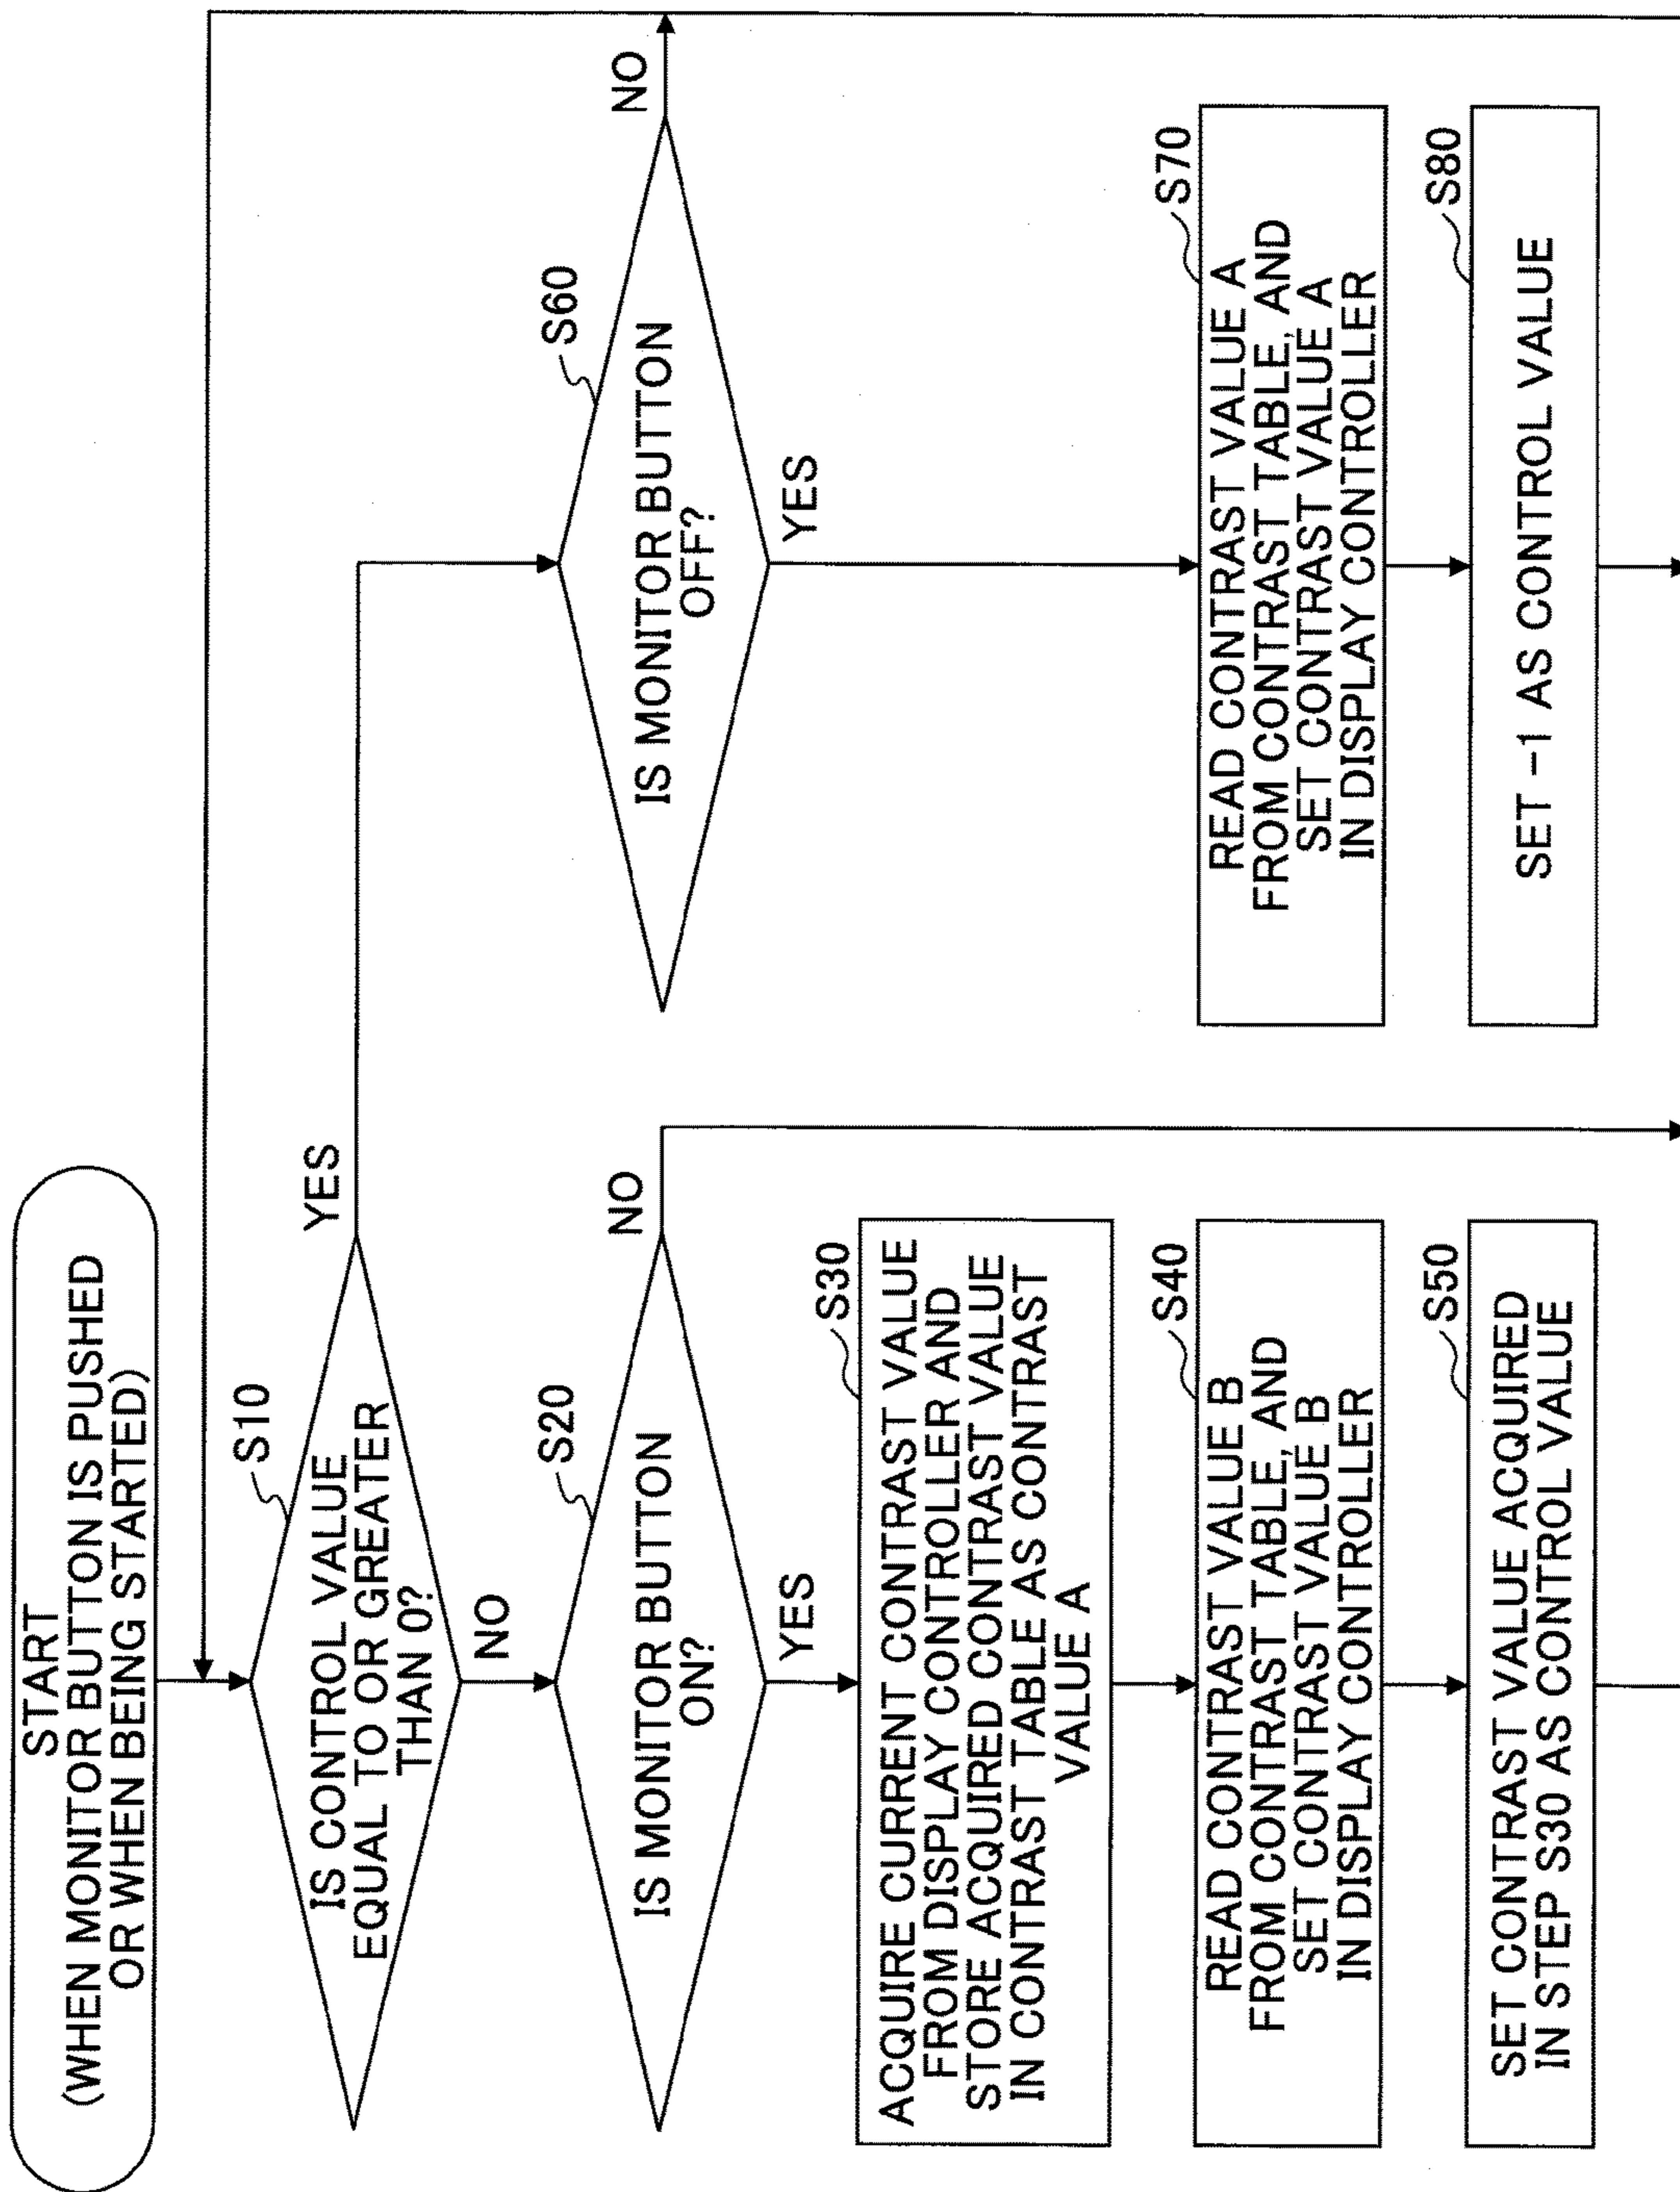 START
(WHEN MONITOR BUTTON IS PUSHED
OR WHEN BEING STARTED)
S10
IS CONTROL VALUE
EQUAL TO OR GREATER
THAN 0?
YES
NO
S20
IS MONITOR BUTTON
ON?
NO
YES
S30
ACQUIRE CURRENT CONTRAST VALUE
FROM DISPLAY CONTROLLER AND
STORE ACQUIRED CONTRAST VALUE
IN CONTRAST TABLE AS CONTRAST
VALUE A
S40
READ CONTRAST VALUE B
FROM CONTRAST TABLE, AND
SET CONTRAST VALUE B
IN DISPLAY CONTROLLER
S50
SET CONTRAST VALUE ACQUIRED
IN STEP S30 AS CONTROL VALUE
S60
IS MONITOR BUTTON
OFF?
NO
YES
S70
READ CONTRAST VALUE A
FROM CONTRAST TABLE, AND
SET CONTRAST VALUE A
IN DISPLAY CONTROLLER
S80
SET -1 AS CONTROL VALUE